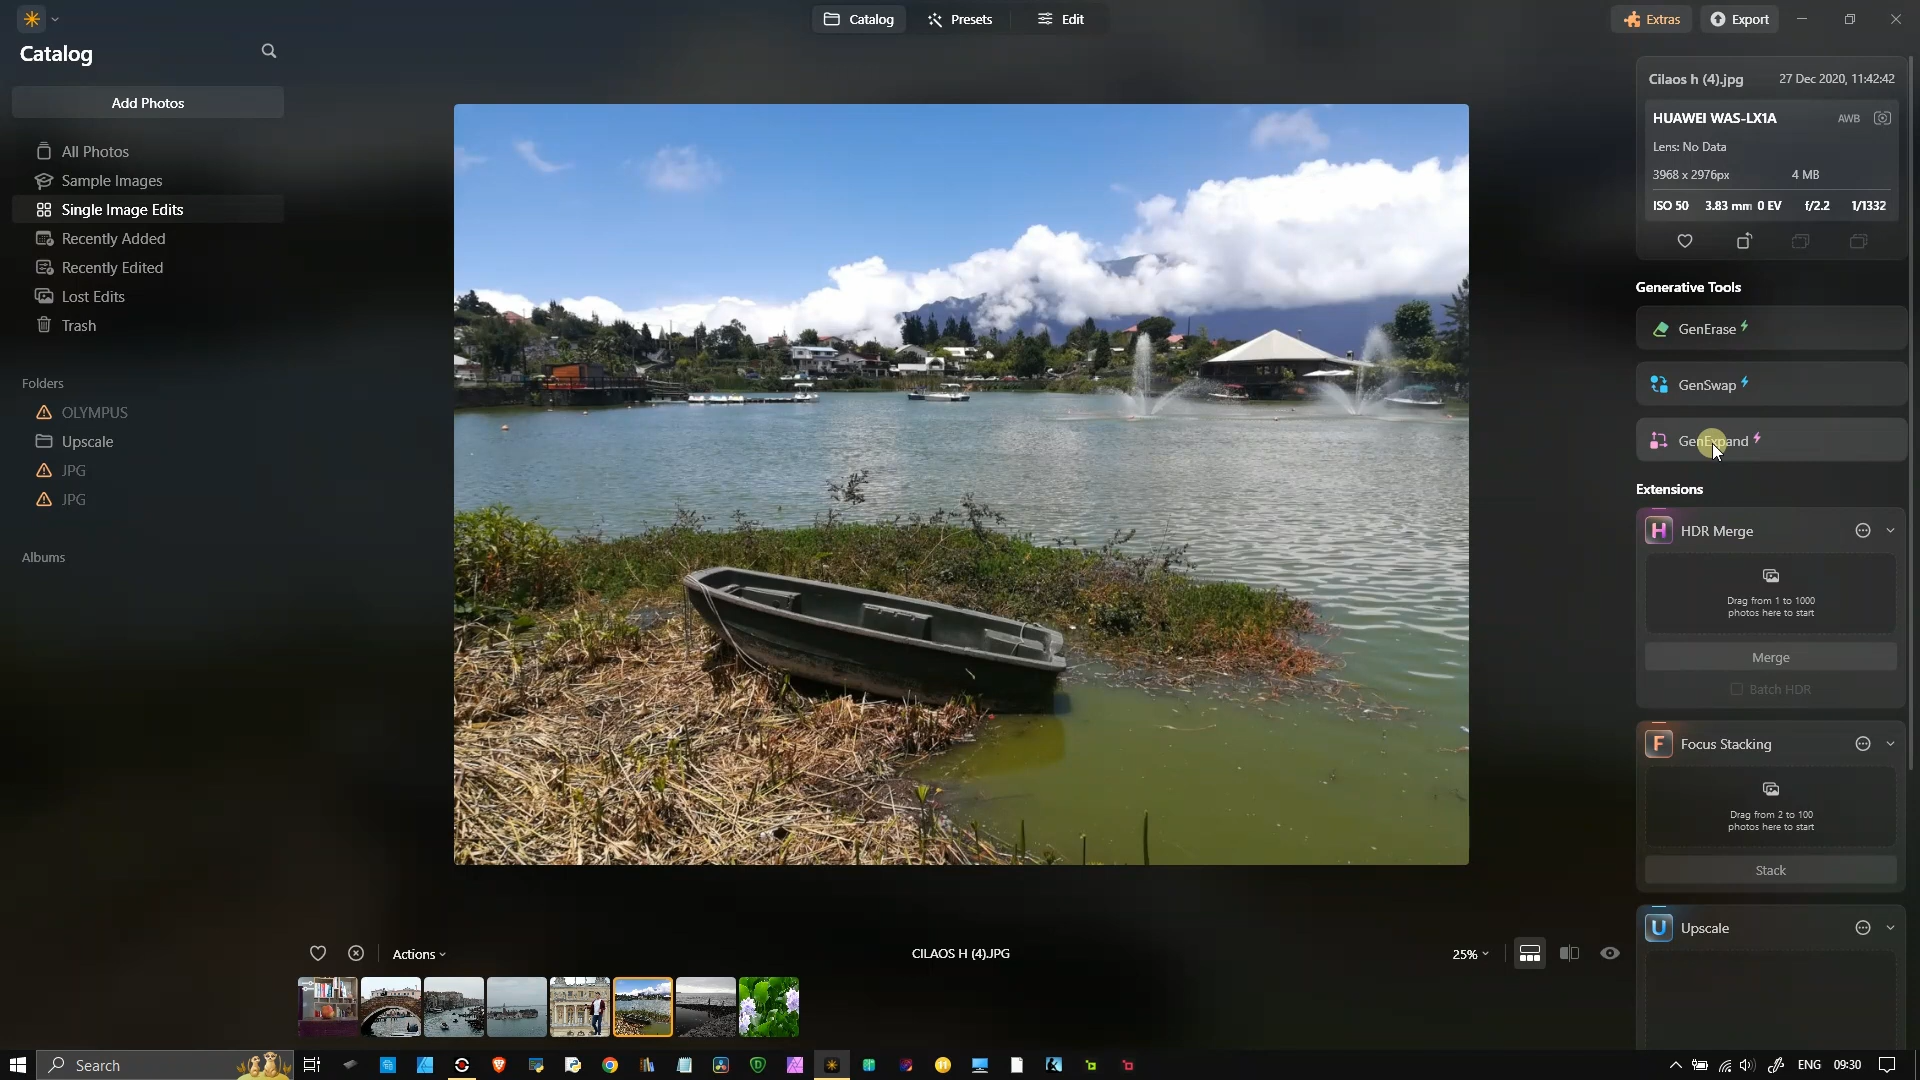 Catalog
Presets
Edit
Extras
Export
Catalog
Add Photos
All Photos
Sample Images
Single Image Edits
Recently Added
Recently Edited
Lost Edits
Trash
Folders
OLYMPUS
Upscale
JPG
JPG
Albums
Cilaos h (4).jpg 27 Dec 2020, 11:42:42
HUAWEI WAS-LX1A AWB
Lens: No Data
3968 x 2976px 4 MB
ISO 50 3.83 mm 0 EV f/2.2 1/1332
Generative Tools
GenErase
GenSwap
GenExpand
Extensions
H HDR Merge
Drag from 1 to 1000
photos here to start
Merge
Batch HDR
F Focus Stacking
Drag from 2 to 100
photos here to start
Stack
U Upscale
Actions
CILAOS H (4).JPG
25%
Search
ENG 09:30